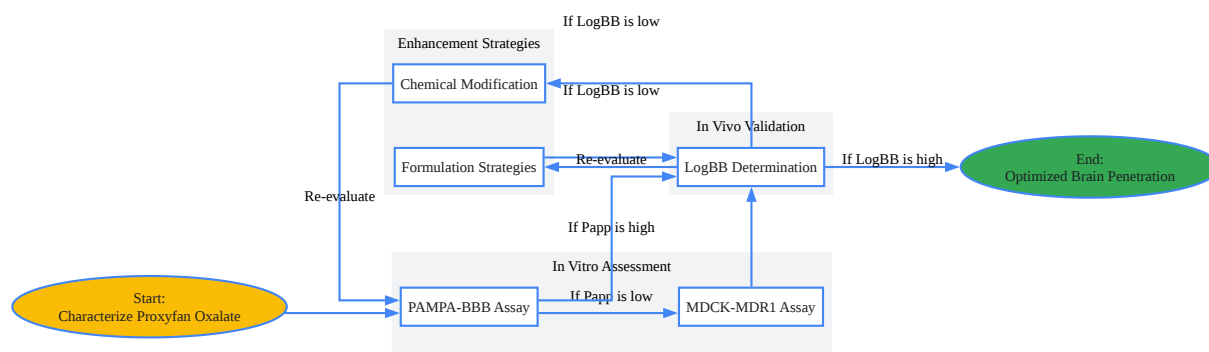 If LogBB is low
Enhancement Strategies
Chemical Modification
If LogBB is low
In Vivo Validation
Formulation Strategies
Re-evaluate
LogBB Determination
If LogBB is high
End:
Optimized Brain Penetration
Re-evaluate
If Papp is high
In Vitro Assessment
Start:
Characterize Proxyfan Oxalate
PAMPA-BBB Assay
If Papp is low
MDCK-MDR1 Assay